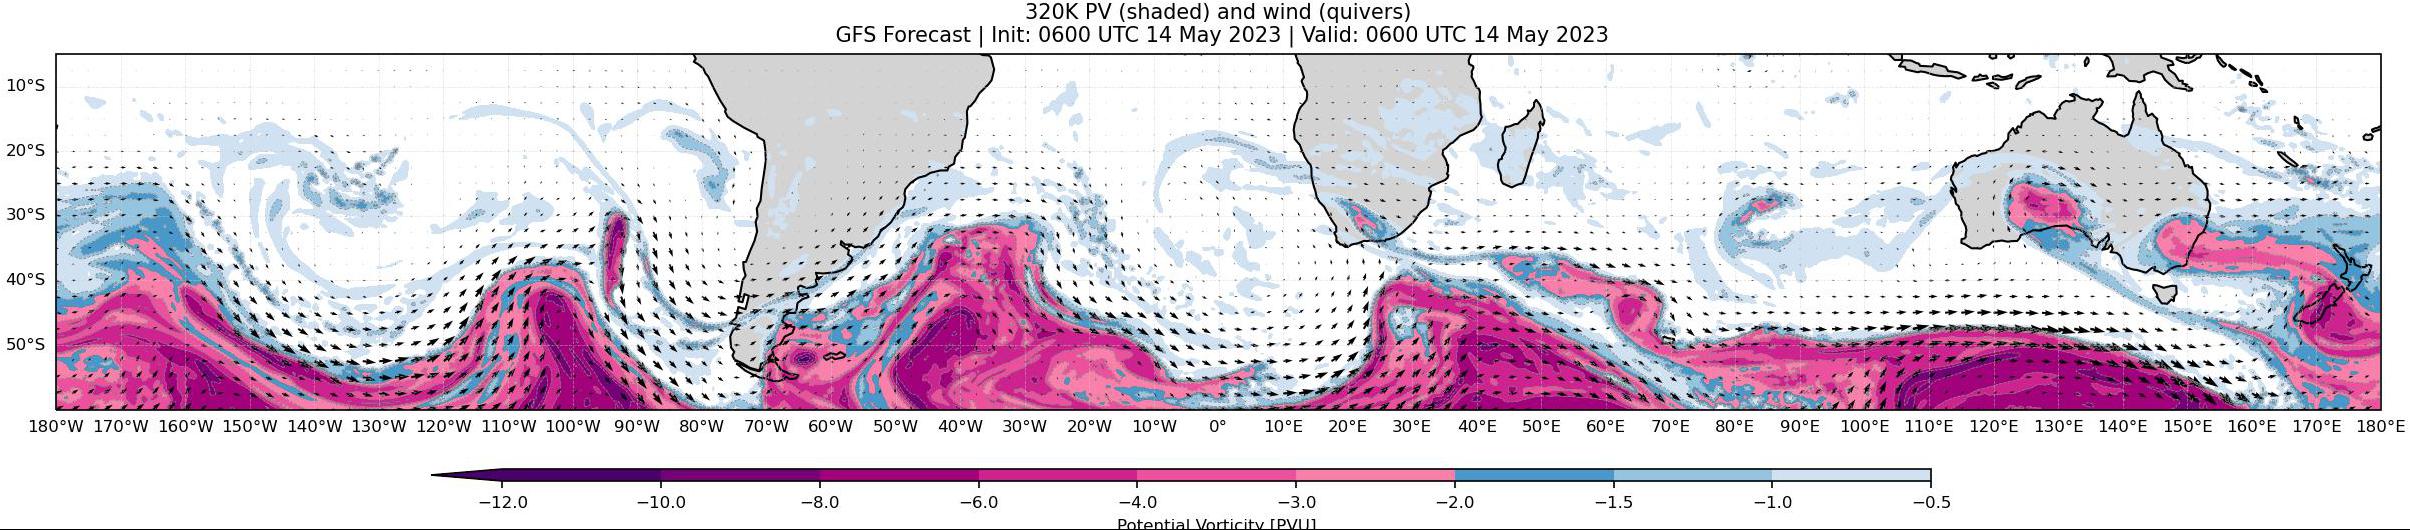 320K PV (shaded) and wind (quivers)
GFS Forecast | Init: 0600 UTC 14 May 2023 | Valid: 0600 UTC 14 May 2023
10°S
20°S
30°S
40°S
50°S
180°W 170°W 160°W 150°W 140°W 130°W 120°W 110°W 100°W 90°W 80°W 70°W 60°W 50°W 40°W 30°W 20°W 10°W 0° 10°E 20°E 30°E 40°E 50°E 60°E 70°E 80°E 90°E 100°E 110°E 120°E 130°E 140°E 150°E 160°E 170°E 180°E
−12.0 −10.0 −8.0 −6.0 −4.0 −3.0 −2.0 −1.5 −1.0 −0.5
Potential Vorticity [PVU]